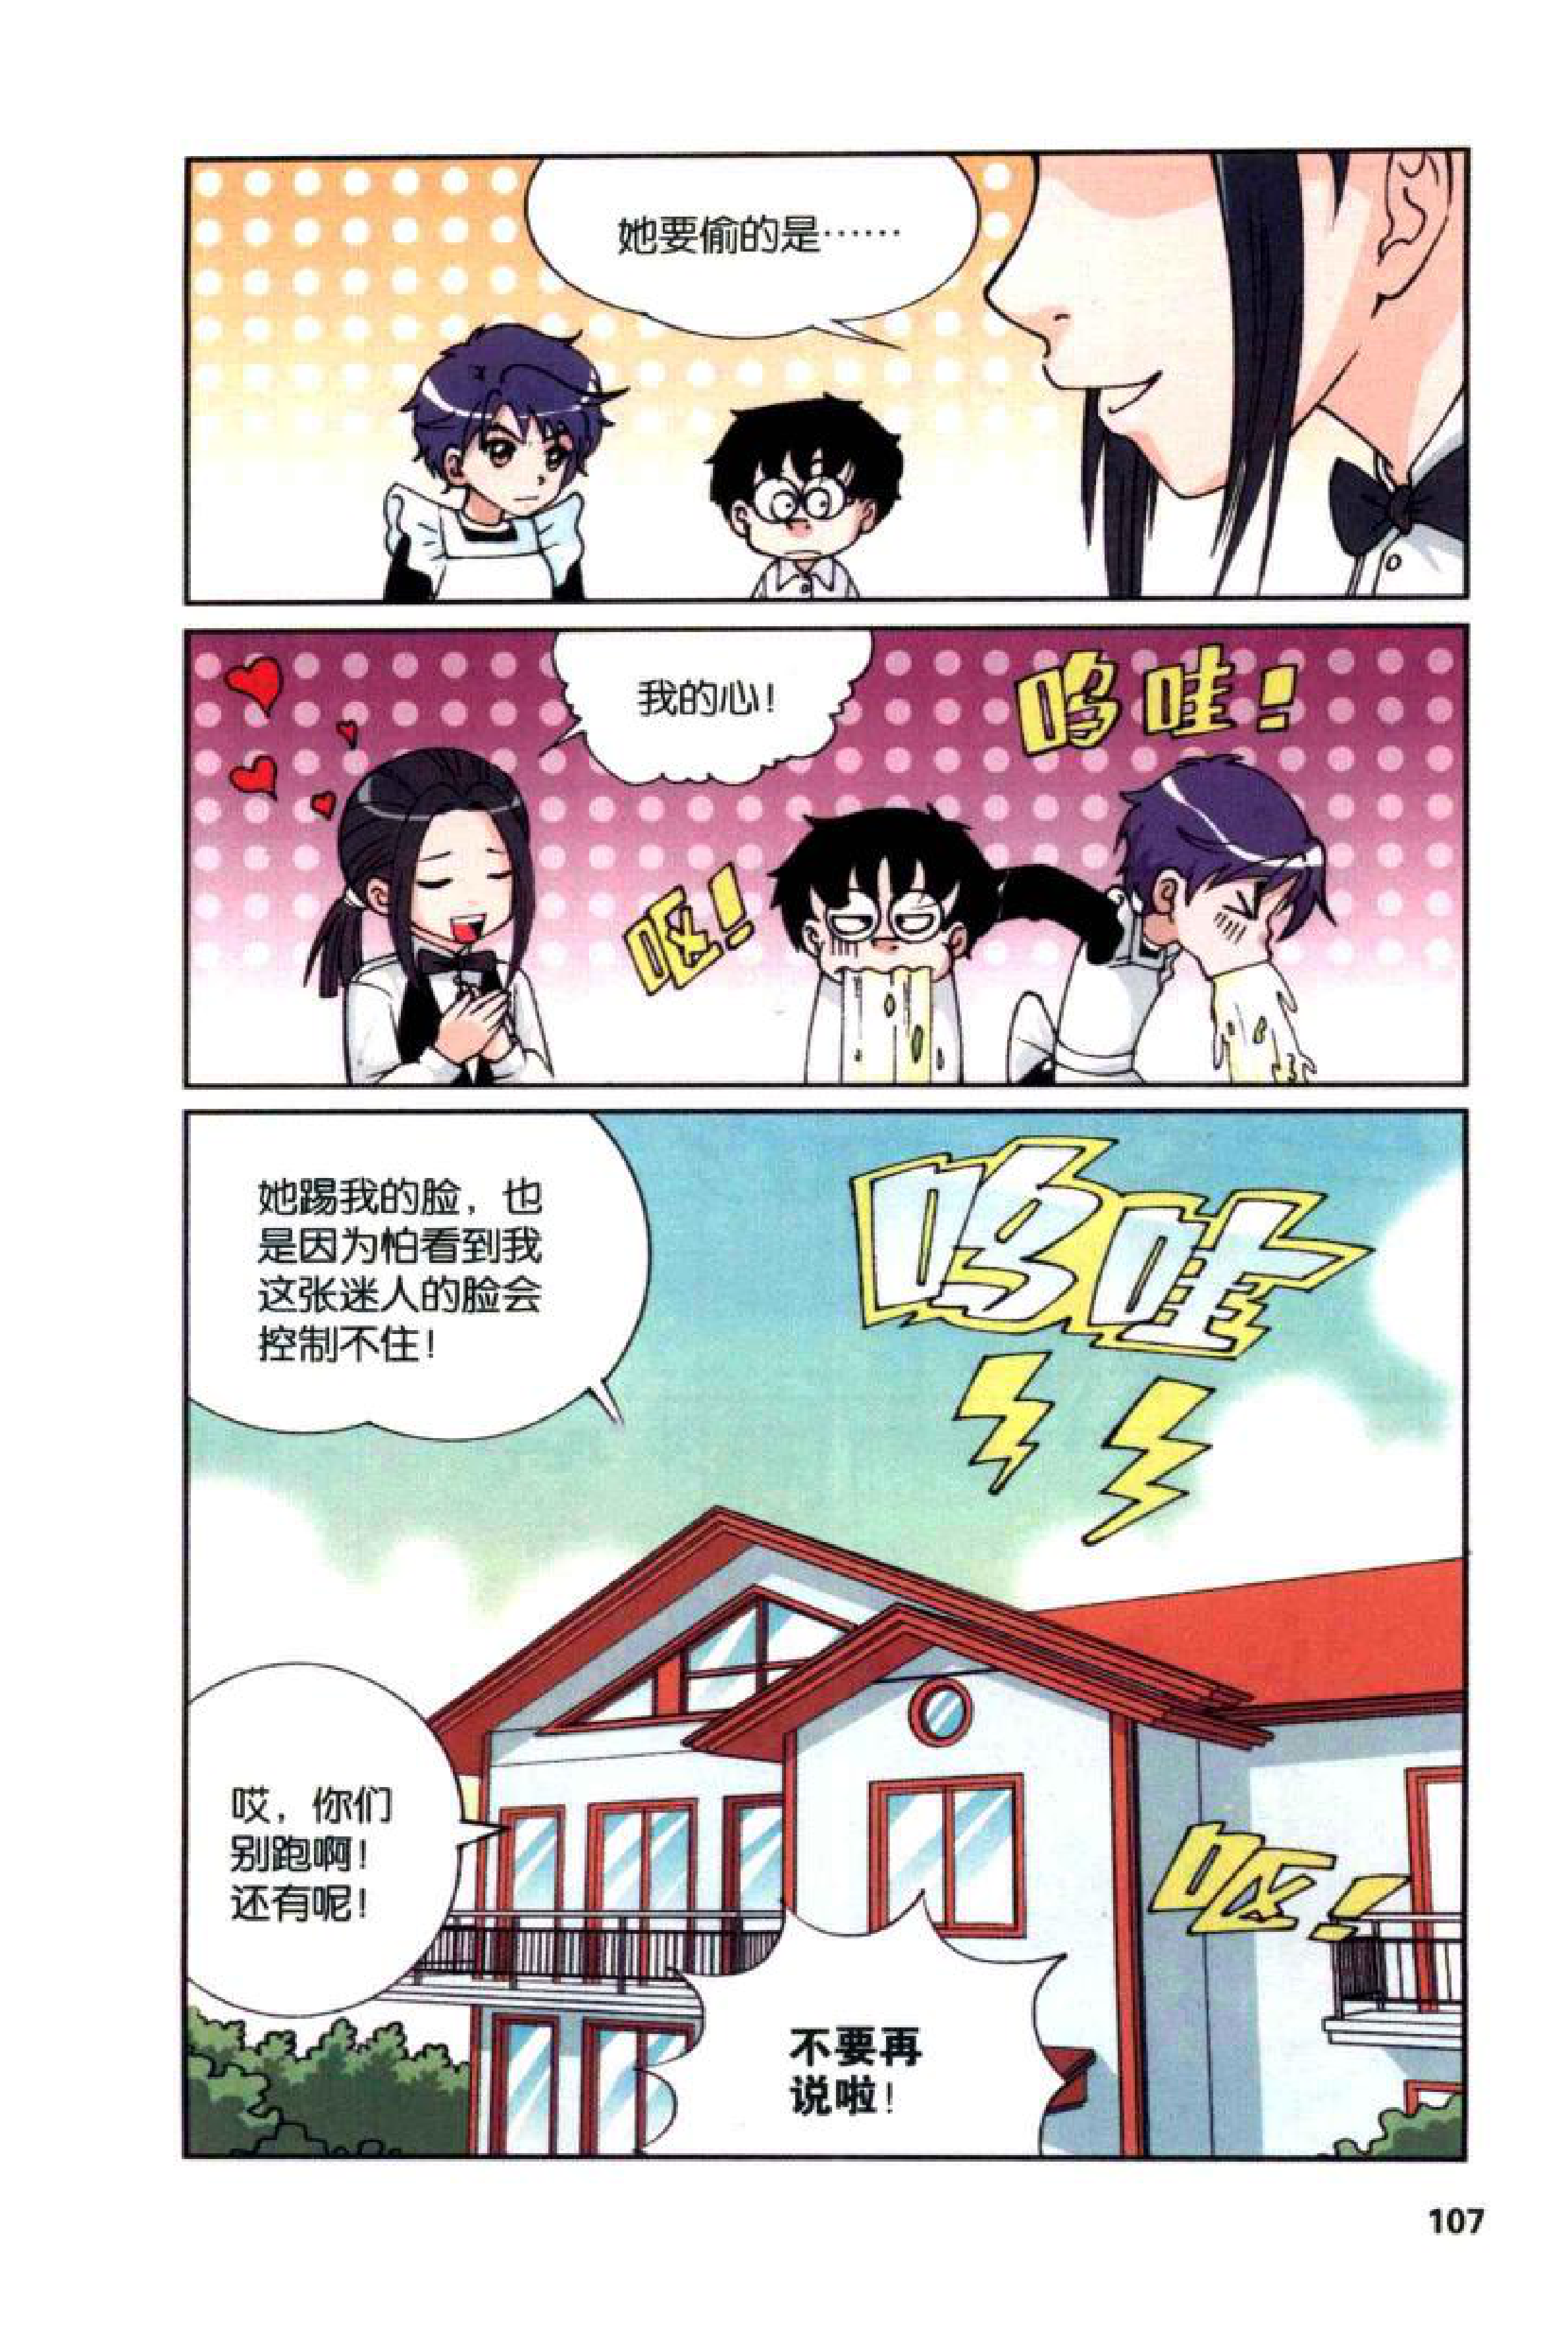 她要偷的是……
我的心！
哆哇！
呕！
她踢我的脸，也
是因为怕看到我
这张迷人的脸会
控制不住！
哆哇
哎，你们
别跑啊！
还有呢！
呕！
不要再
说啦！
107